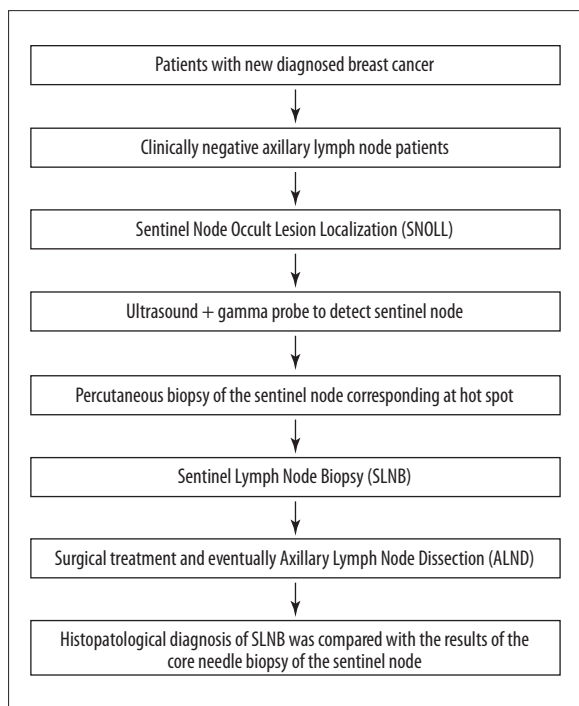 Patients with new diagnosed breast cancer
Clinically negative axillary lymph node patients
Sentinel Node Occult Lesion Localization (SNOLL)
Ultrasound + gamma probe to detect sentinel node
Percutaneous biopsy of the sentinel node corresponding at hot spot
Sentinel Lymph Node Biopsy (SLNB)
Surgical treatment and eventually Axillary Lymph Node Dissection (ALND)
Histopatological diagnosis of SLNB was compared with the results of the
core needle biopsy of the sentinel node